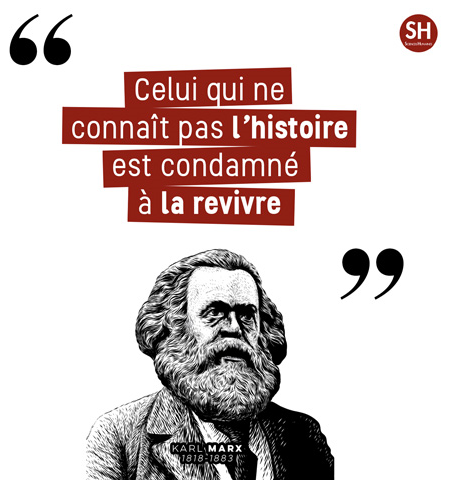 SH
Celui qui ne
connaît pas l'histoire
est condamné
à la revivre
KARL MARX
1818-1883